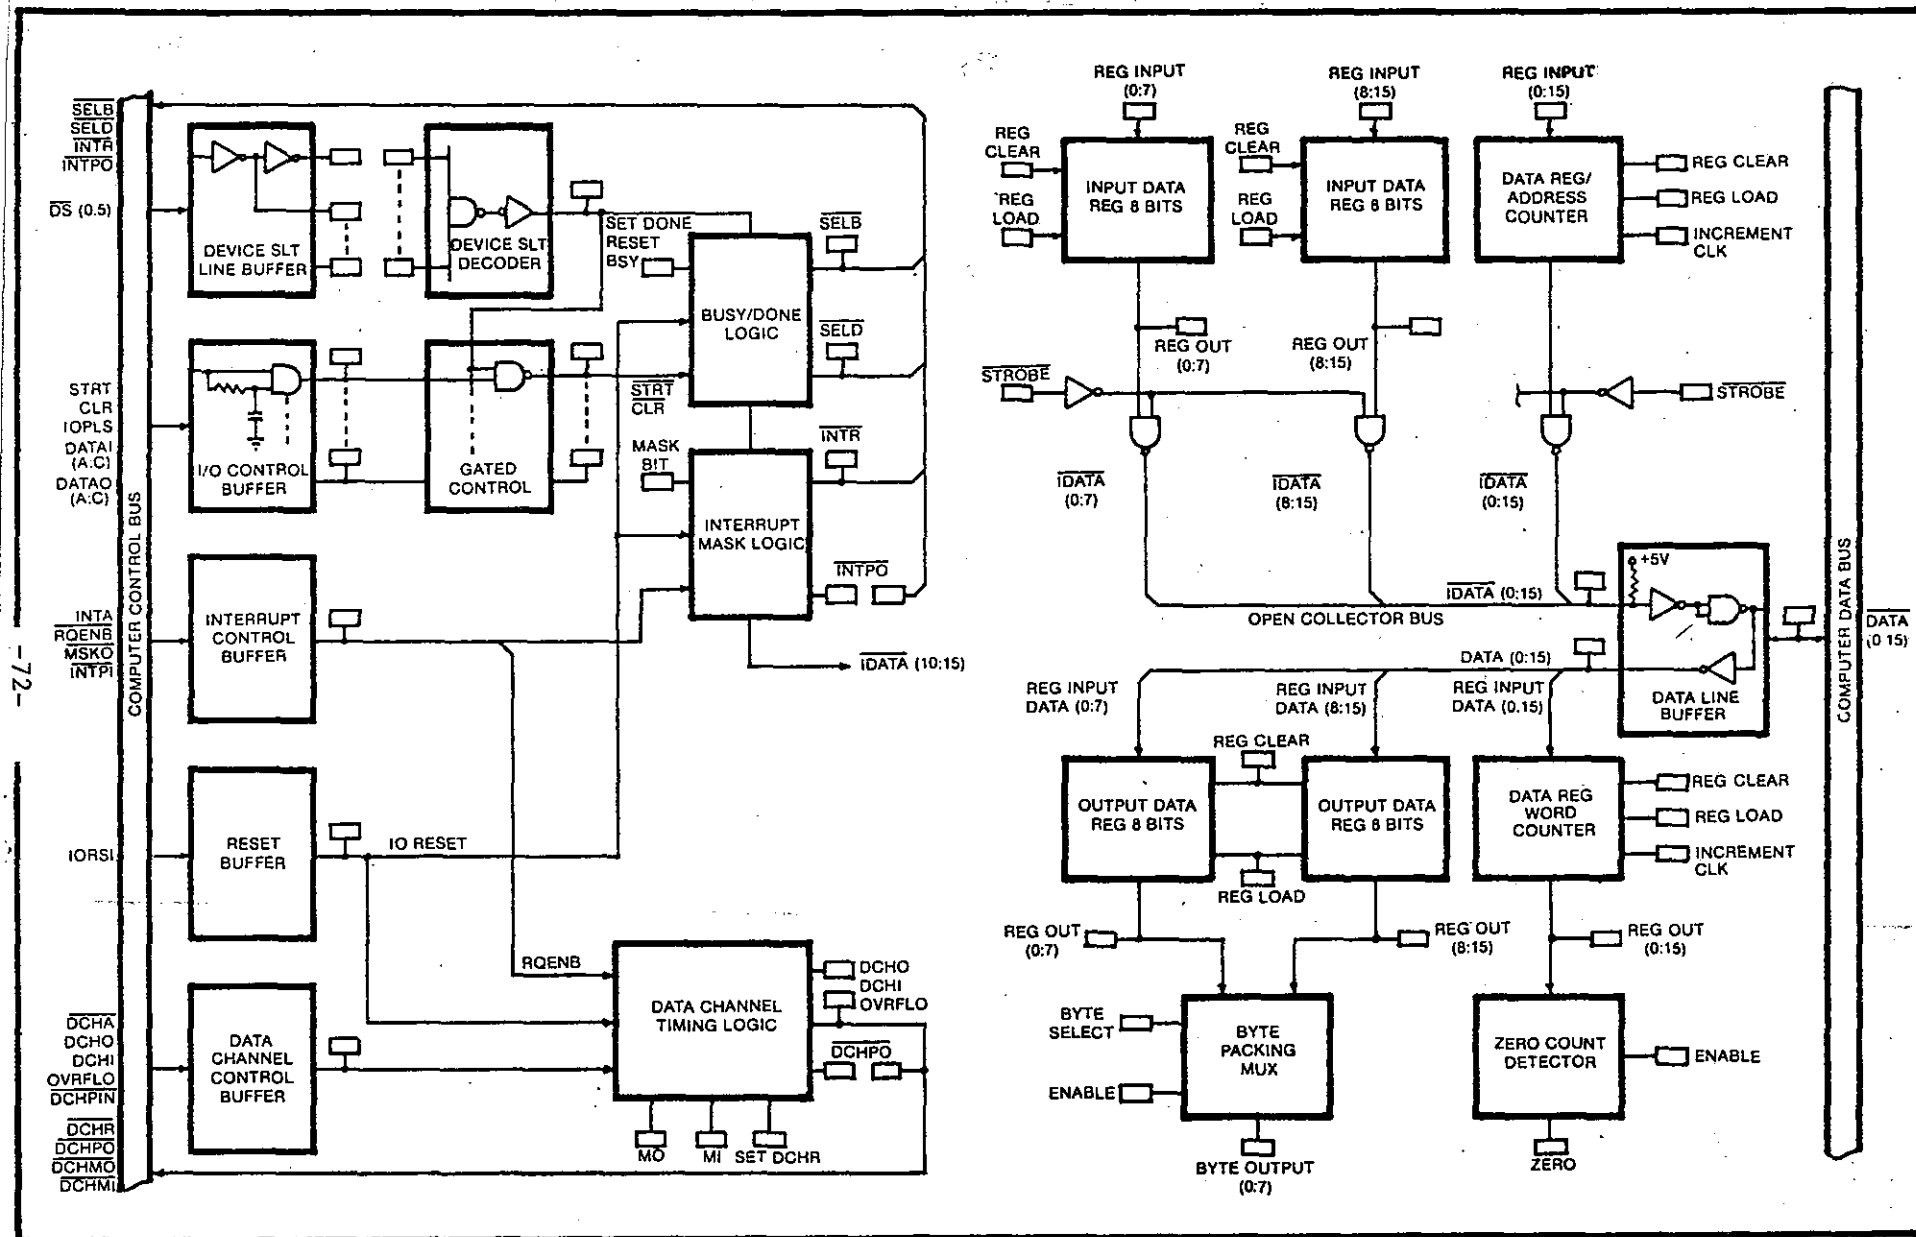 SELB
SELD
INTR
INTPO
DS (0.5)
STRT
CLR
IOPLS
DATAI
(A:C)
DATAO
(A:C)
INTA
RQENB
MSKO
INTPI
IORSI
DCHA
DCHO
DCHI
OVRFLO
DCHPIN
DCHR
DCHPO
DCHMO
DCHMI
-72-
COMPUTER CONTROL BUS
DEVICE SLT
LINE BUFFER
DEVICE SLT
DECODER
I/O CONTROL
BUFFER
GATED
CONTROL
INTERRUPT
CONTROL
BUFFER
RESET
BUFFER
DATA
CHANNEL
CONTROL
BUFFER
SET DONE
RESET
BSY
BUSY/DONE
LOGIC
SELB
SELD
STRT
CLR
MASK
BIT
INTERRUPT
MASK LOGIC
INTR
INTPO
IDATA (10:15)
IO RESET
RQENB
DATA CHANNEL
TIMING LOGIC
DCHO
DCHI
OVRFLO
DCHPO
MO
MI
SET DCHR
REG INPUT
(0:7)
REG INPUT
(8:15)
REG INPUT
(0:15)
REG
CLEAR
REG
LOAD
INPUT DATA
REG 8 BITS
REG
CLEAR
REG
LOAD
INPUT DATA
REG 8 BITS
DATA REG/
ADDRESS
COUNTER
REG CLEAR
REG LOAD
INCREMENT
CLK
REG OUT
(0:7)
REG OUT
(8:15)
STROBE
STROBE
IDATA
(0:7)
IDATA
(8:15)
IDATA
(0:15)
+5V
IDATA (0:15)
OPEN COLLECTOR BUS
DATA (0:15)
DATA LINE
BUFFER
COMPUTER DATA BUS
DATA
(0 15)
REG INPUT
DATA (0:7)
REG INPUT
DATA (8:15)
REG INPUT
DATA (0.15)
REG CLEAR
OUTPUT DATA
REG 8 BITS
OUTPUT DATA
REG 8 BITS
REG LOAD
DATA REG
WORD
COUNTER
REG CLEAR
REG LOAD
INCREMENT
CLK
REG OUT
(0:7)
REG OUT
(8:15)
REG OUT
(0:15)
BYTE
SELECT
ENABLE
BYTE
PACKING
MUX
BYTE OUTPUT
(0:7)
ZERO COUNT
DETECTOR
ENABLE
ZERO